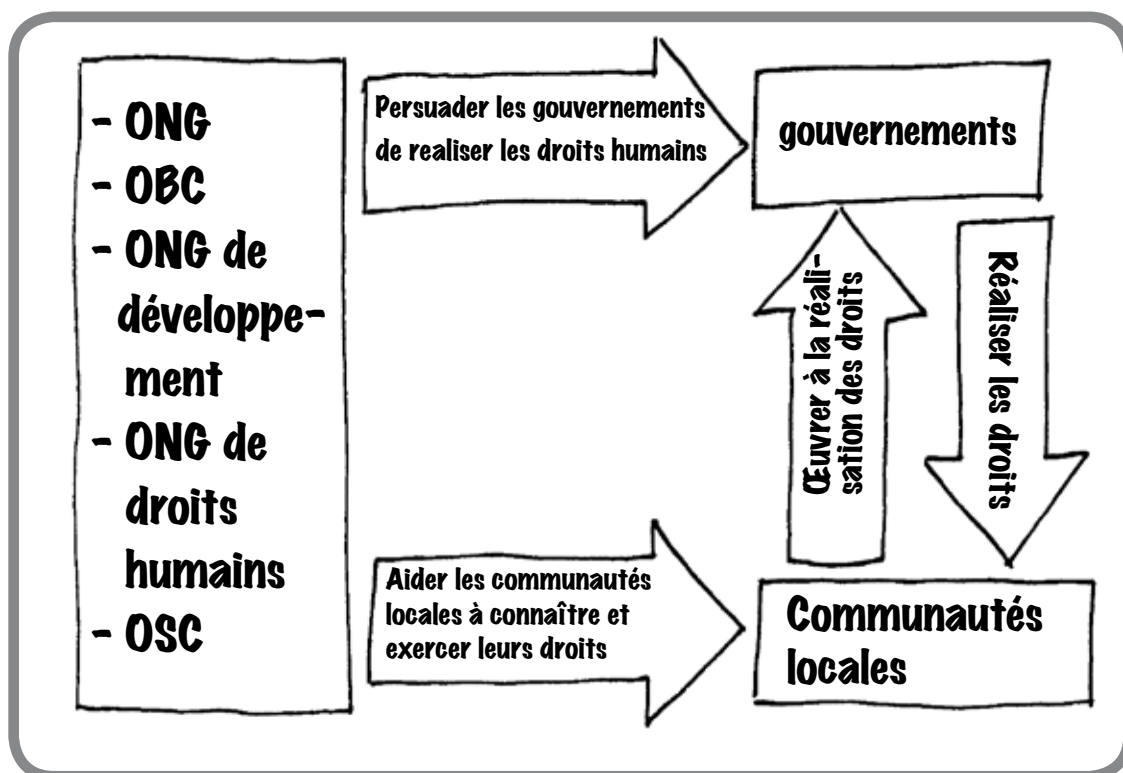 - ONG
- OBC
- ONG de
développe-
ment
- ONG de
droits
humains
- OSC
Persuader les gouvernements
de realiser les droits humains
gouvernements
Œuvrer à la réali-
sation des droits
Réaliser les droits
Aider les communautés
locales à connaître et
exercer leurs droits
Communautés
locales